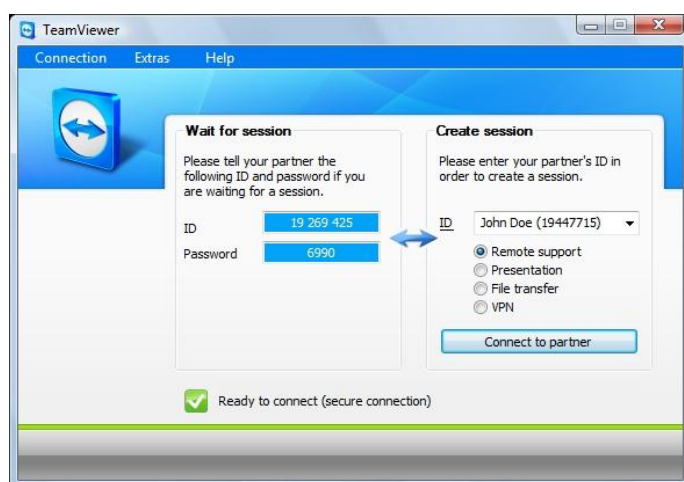 TeamViewer
Connection Extras Help
Wait for session
Please tell your partner the
following ID and password if you
are waiting for a session.
ID 19 269 425
Password 6990
Create session
Please enter your partner's ID in
order to create a session.
ID John Doe (19447715)
Remote support
Presentation
File transfer
VPN
Connect to partner
Ready to connect (secure connection)